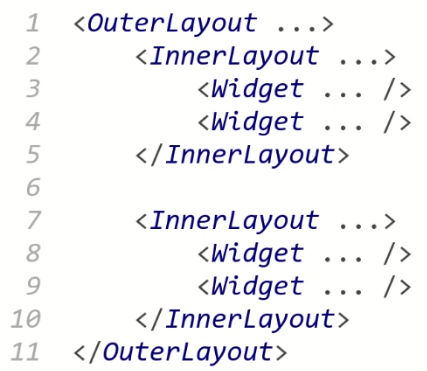 1 <OuterLayout ...>
2 <InnerLayout ...>
3 <Widget ... />
4 <Widget ... />
5 </InnerLayout>
6
7 <InnerLayout ...>
8 <Widget ... />
9 <Widget ... />
10 </InnerLayout>
11 </OuterLayout>